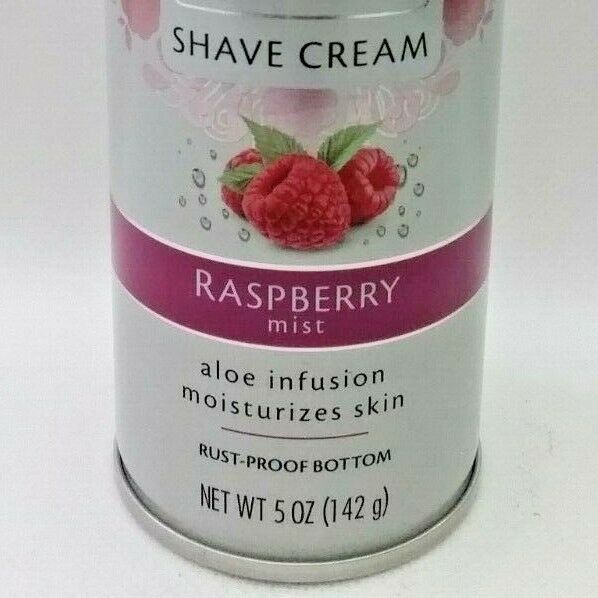 SHAVE CREAM
RASPBERRY
mist
aloe infusion
moisturizes skin
RUST-PROOF BOTTOM
NET WT 5 OZ (142 g)